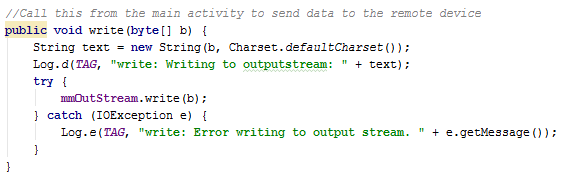 //Call this from the main activity to send data to the remote device
public void write(byte[] b) {
    String text = new String(b, Charset.defaultCharset());
    Log.d(TAG, "write: Writing to outputstream: " + text);
    try {
        mmOutStream.write(b);
    } catch (IOException e) {
        Log.e(TAG, "write: Error writing to output stream. " + e.getMessage());
    }
}